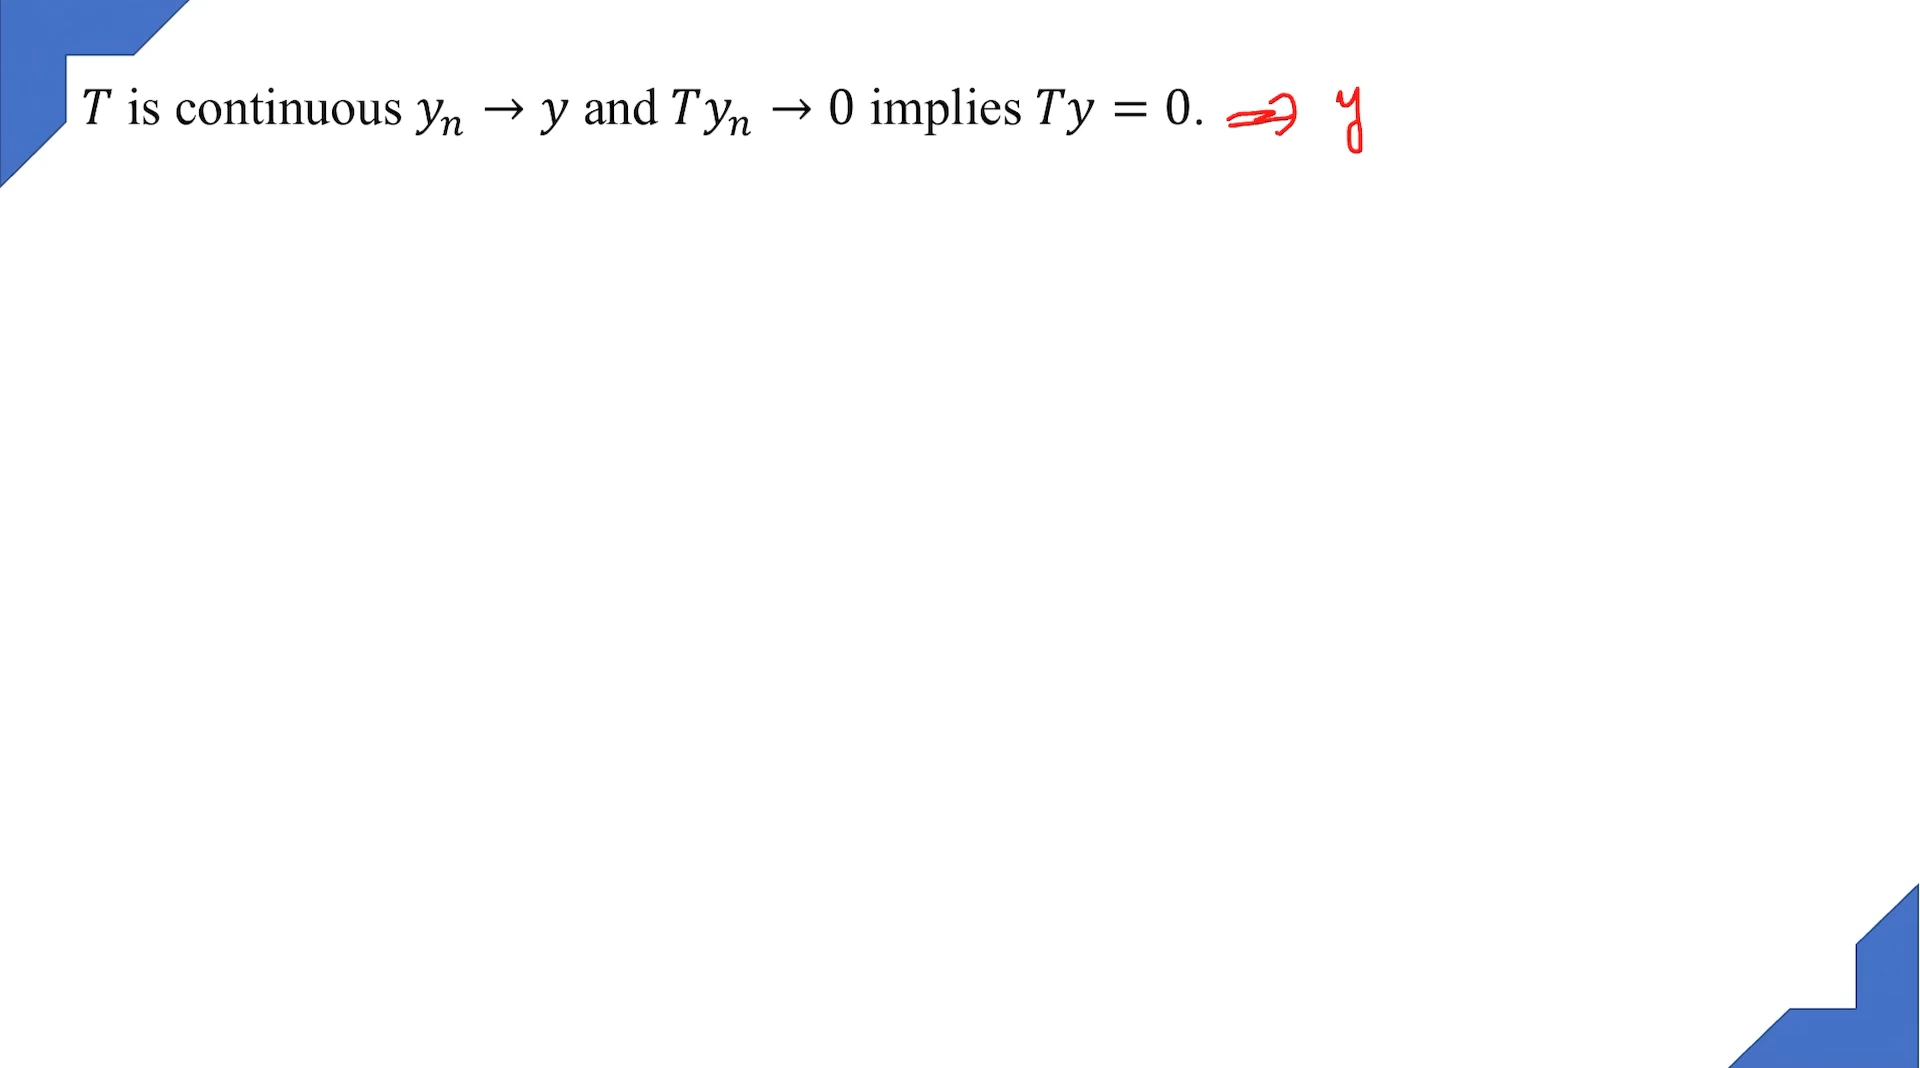 T is continuous yₙ → y and Tyₙ → 0 implies Ty = 0. ⇒ y